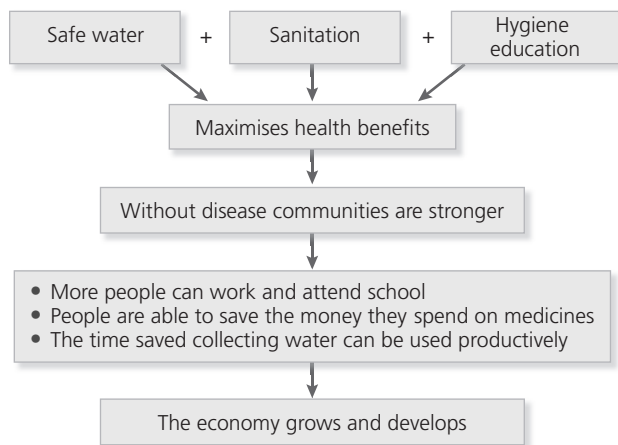 Safe water + Sanitation + Hygiene
education
Maximises health benefits
Without disease communities are stronger
• More people can work and attend school
• People are able to save the money they spend on medicines
• The time saved collecting water can be used productively
The economy grows and develops